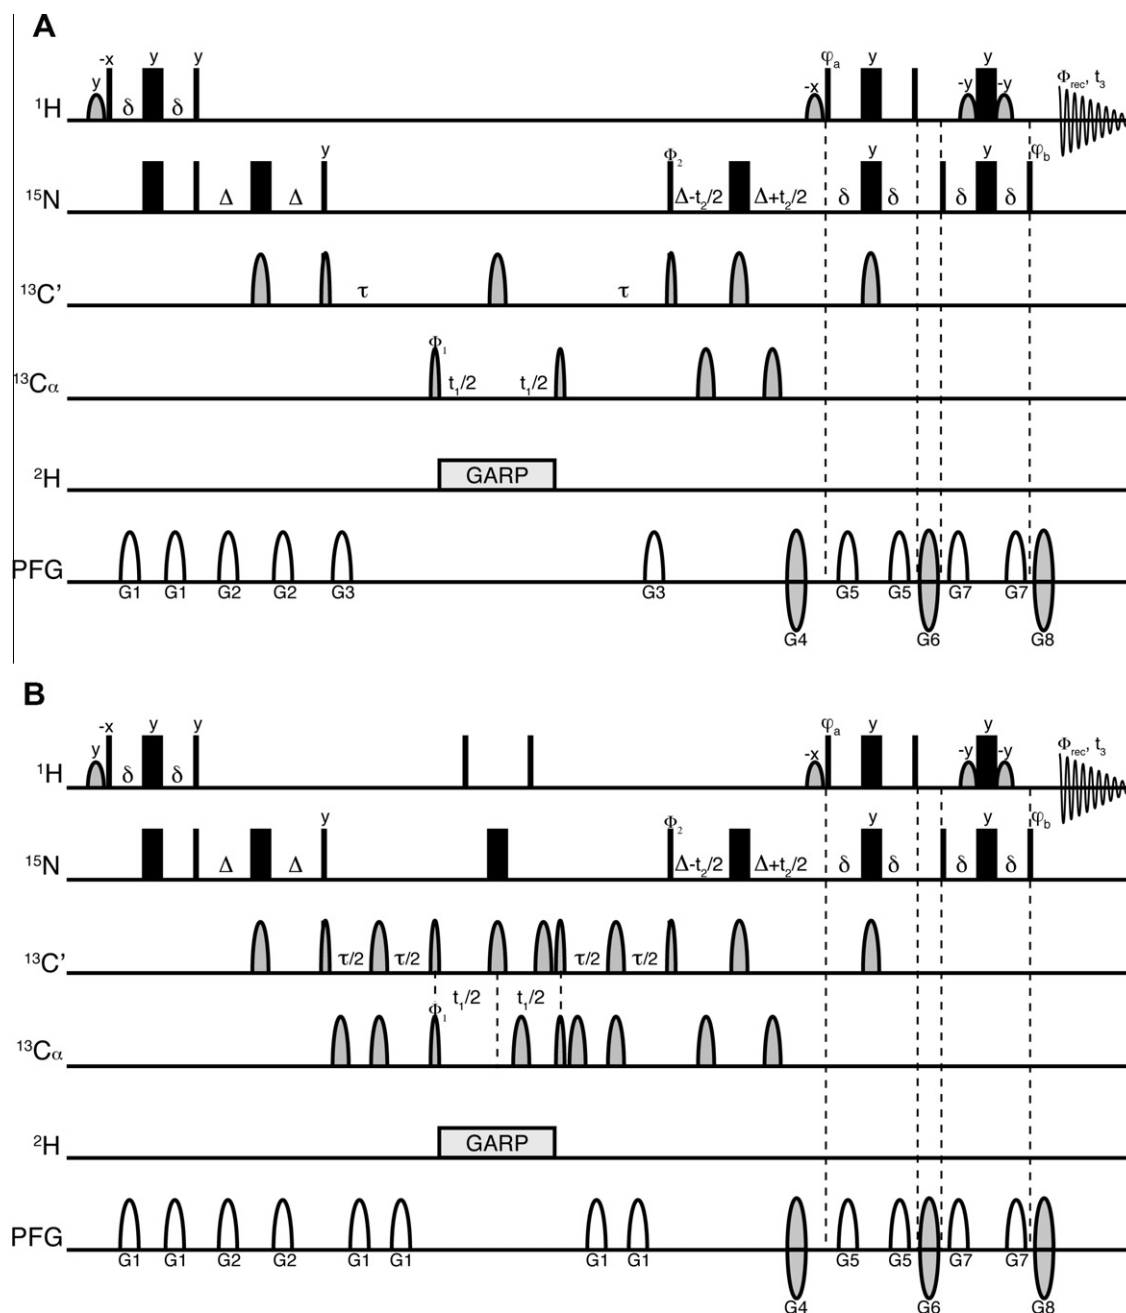 A
-x y y φa y -y y -y Φrec, t3
y δ δ -x
1H
y Φ2 y y φb
15N Δ Δ Δ-t2/2 Δ+t2/2 δ δ δ δ
13C' τ τ
Φ1
13Cα t1/2 t1/2
2H GARP
PFG
G1 G1 G2 G2 G3 G3 G5 G5 G7 G7
G4 G6 G8
B
-x y y φa y -y y -y Φrec, t3
y δ δ -x
1H
y Φ2 y y φb
15N Δ Δ Δ-t2/2 Δ+t2/2 δ δ δ δ
13C' τ/2 τ/2 τ/2 τ/2
Φ1 t1/2 t1/2
13Cα
2H GARP
PFG
G1 G1 G2 G2 G1 G1 G1 G1 G5 G5 G7 G7
G4 G6 G8